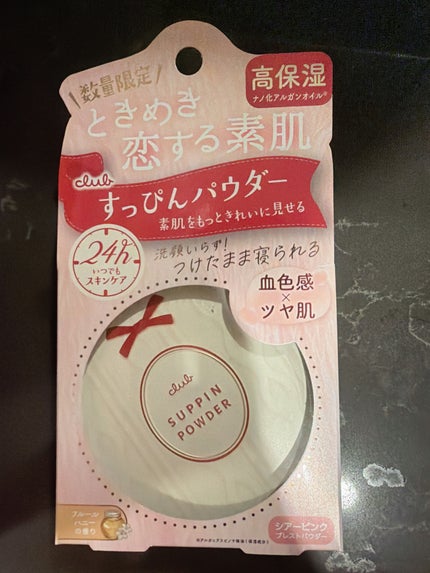 数量限定
高保湿
ナノ化アルガンオイル※
ときめき
恋する素肌
club
すっぴんパウダー
素肌をもっときれいに見せる
24h
いつでも
スキンケア
洗顔いらず!
つけたまま寝られる
血色感
×
ツヤ肌
club
SUPPIN
POWDER
フルール
ハニー
の香り
シアーピンク
プレストパウダー